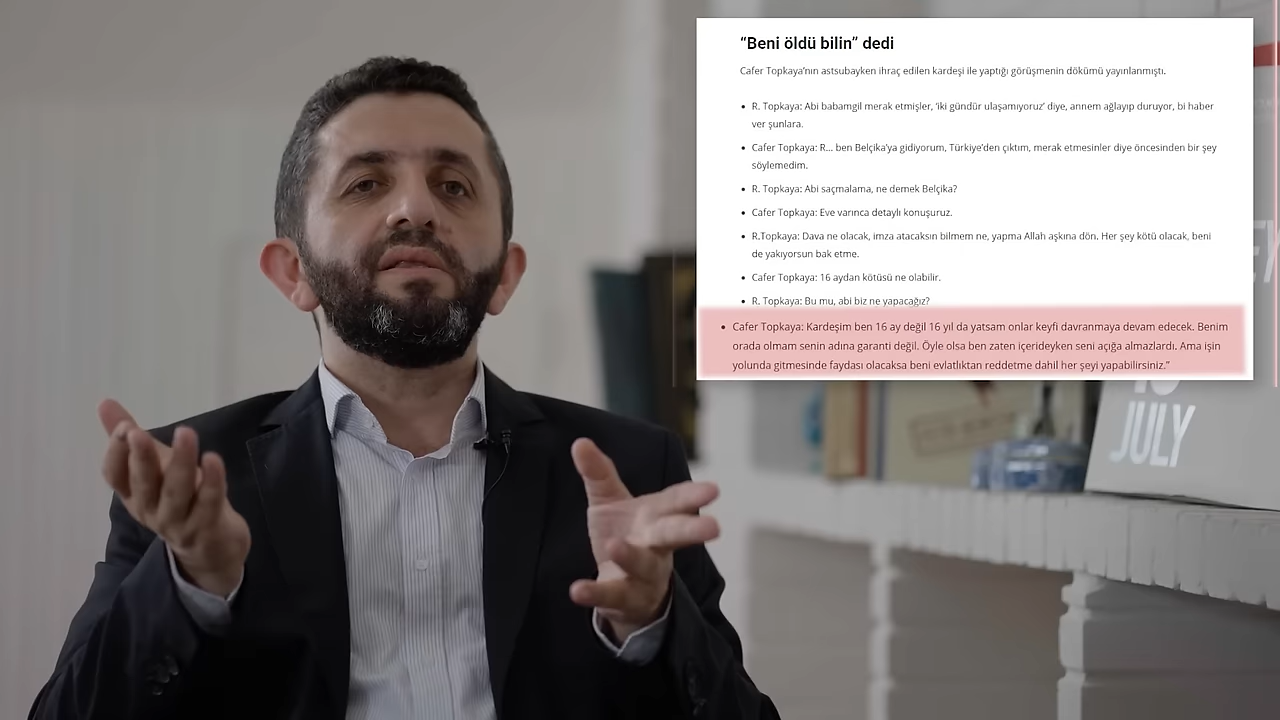 “Beni öldü bilin” dedi
Cafer Topkaya’nın astsubayken ihraç edilen kardeşi ile yaptığı görüşmenin dökümü yayınlanmıştı.
• R. Topkaya: Abi babamgil merak etmişler, ‘iki gündür ulaşamıyoruz’ diye, annem ağlayıp duruyor, bi haber
ver şunlara.
• Cafer Topkaya: R... ben Belçika’ya gidiyorum, Türkiye’den çıktım, merak etmesinler diye öncesinden bir şey
söylemedim.
• R. Topkaya: Abi saçmalama, ne demek Belçika?
• Cafer Topkaya: Eve varınca detaylı konuşuruz.
• R.Topkaya: Dava ne olacak, imza atacaksın bilmem ne, yapma Allah aşkına dön. Her şey kötü olacak, beni
de yakıyorsun bak etme.
• Cafer Topkaya: 16 aydan kötüsü ne olabilir.
• R. Topkaya: Bu mu, abi biz ne yapacağız?
• Cafer Topkaya: Kardeşim ben 16 ay değil 16 yıl da yatsam onlar keyfi davranmaya devam edecek. Benim
orada olmam senin adına garanti değil. Öyle olsa ben zaten içerideyken seni açığa almazlardı. Ama işin
yolunda gitmesinde faydası olacaksa beni evlatlıktan reddetme dahil her şeyi yapabilirsiniz.”
JULY